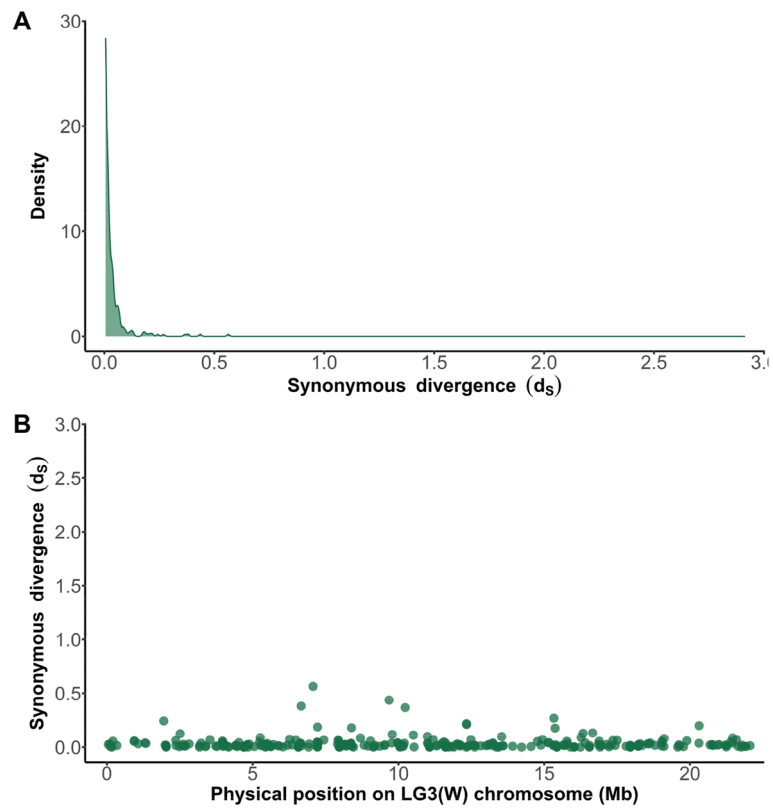 A
30
20
10
0
Density
0.0 0.5 1.0 1.5 2.0 2.5 3.0
Synonymous divergence (dS)
B
3.0
2.5
2.0
1.5
1.0
0.5
0.0
Synonymous divergence (dS)
0 5 10 15 20
Physical position on LG3(W) chromosome (Mb)